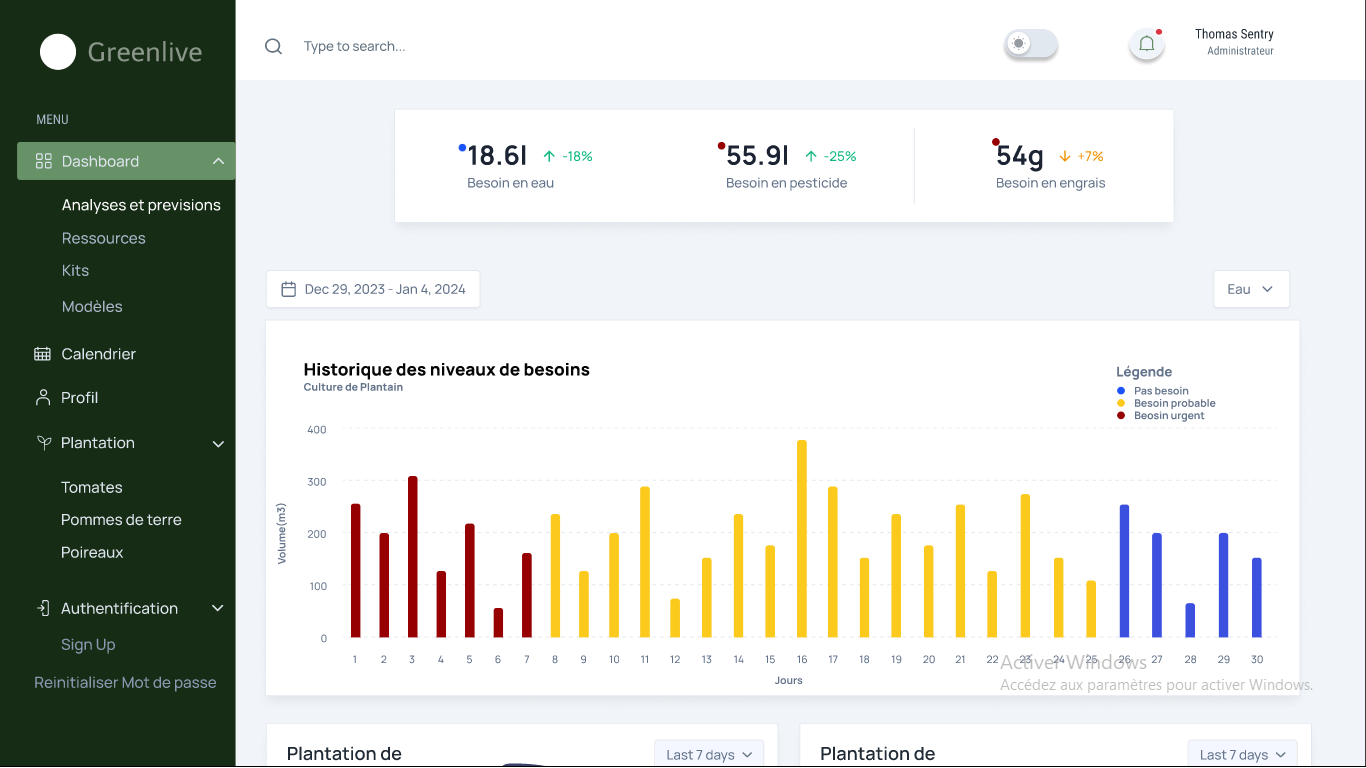 Greenlive
MENU
Dashboard
Analyses et previsions
Ressources
Kits
Modèles
Calendrier
Profil
Plantation
Tomates
Pommes de terre
Poireaux
Authentification
Sign Up
Reinitialiser Mot de passe
Type to search...
Thomas Sentry
Administrateur
18.6l -18%
Besoin en eau
55.9l -25%
Besoin en pesticide
54g +7%
Besoin en engrais
Dec 29, 2023 - Jan 4, 2024
Eau
Historique des niveaux de besoins
Culture de Plantain
Légende
Pas besoin
Besoin probable
Beosin urgent
Volume(m3)
400
300
200
100
0
1 2 3 4 5 6 7 8 9 10 11 12 13 14 15 16 17 18 19 20 21 22 23 24 25 26 27 28 29 30
Jours
Activer Windows
Accédez aux paramètres pour activer Windows.
Plantation de
Last 7 days
Plantation de
Last 7 days